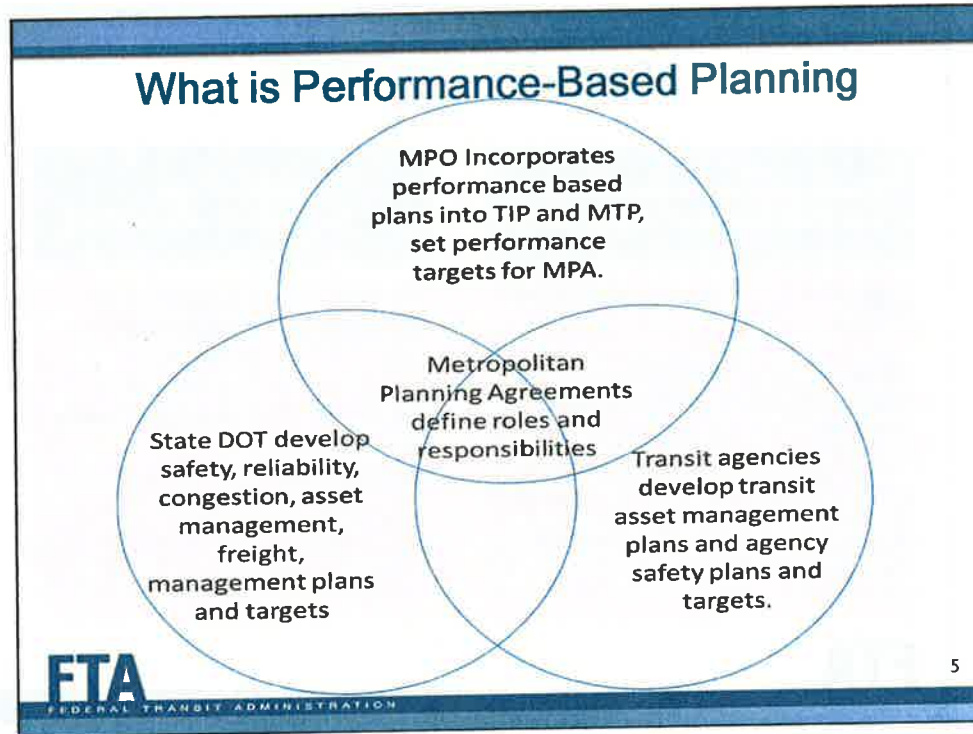 What is Performance-Based Planning
MPO Incorporates
performance based
plans into TIP and MTP,
set performance
targets for MPA.
Metropolitan
Planning Agreements
define roles and
responsibilities
State DOT develop
safety, reliability,
congestion, asset
management,
freight,
management plans
and targets
Transit agencies
develop transit
asset management
plans and agency
safety plans and
targets.
FTA
FEDERAL TRANSIT ADMINISTRATION
5